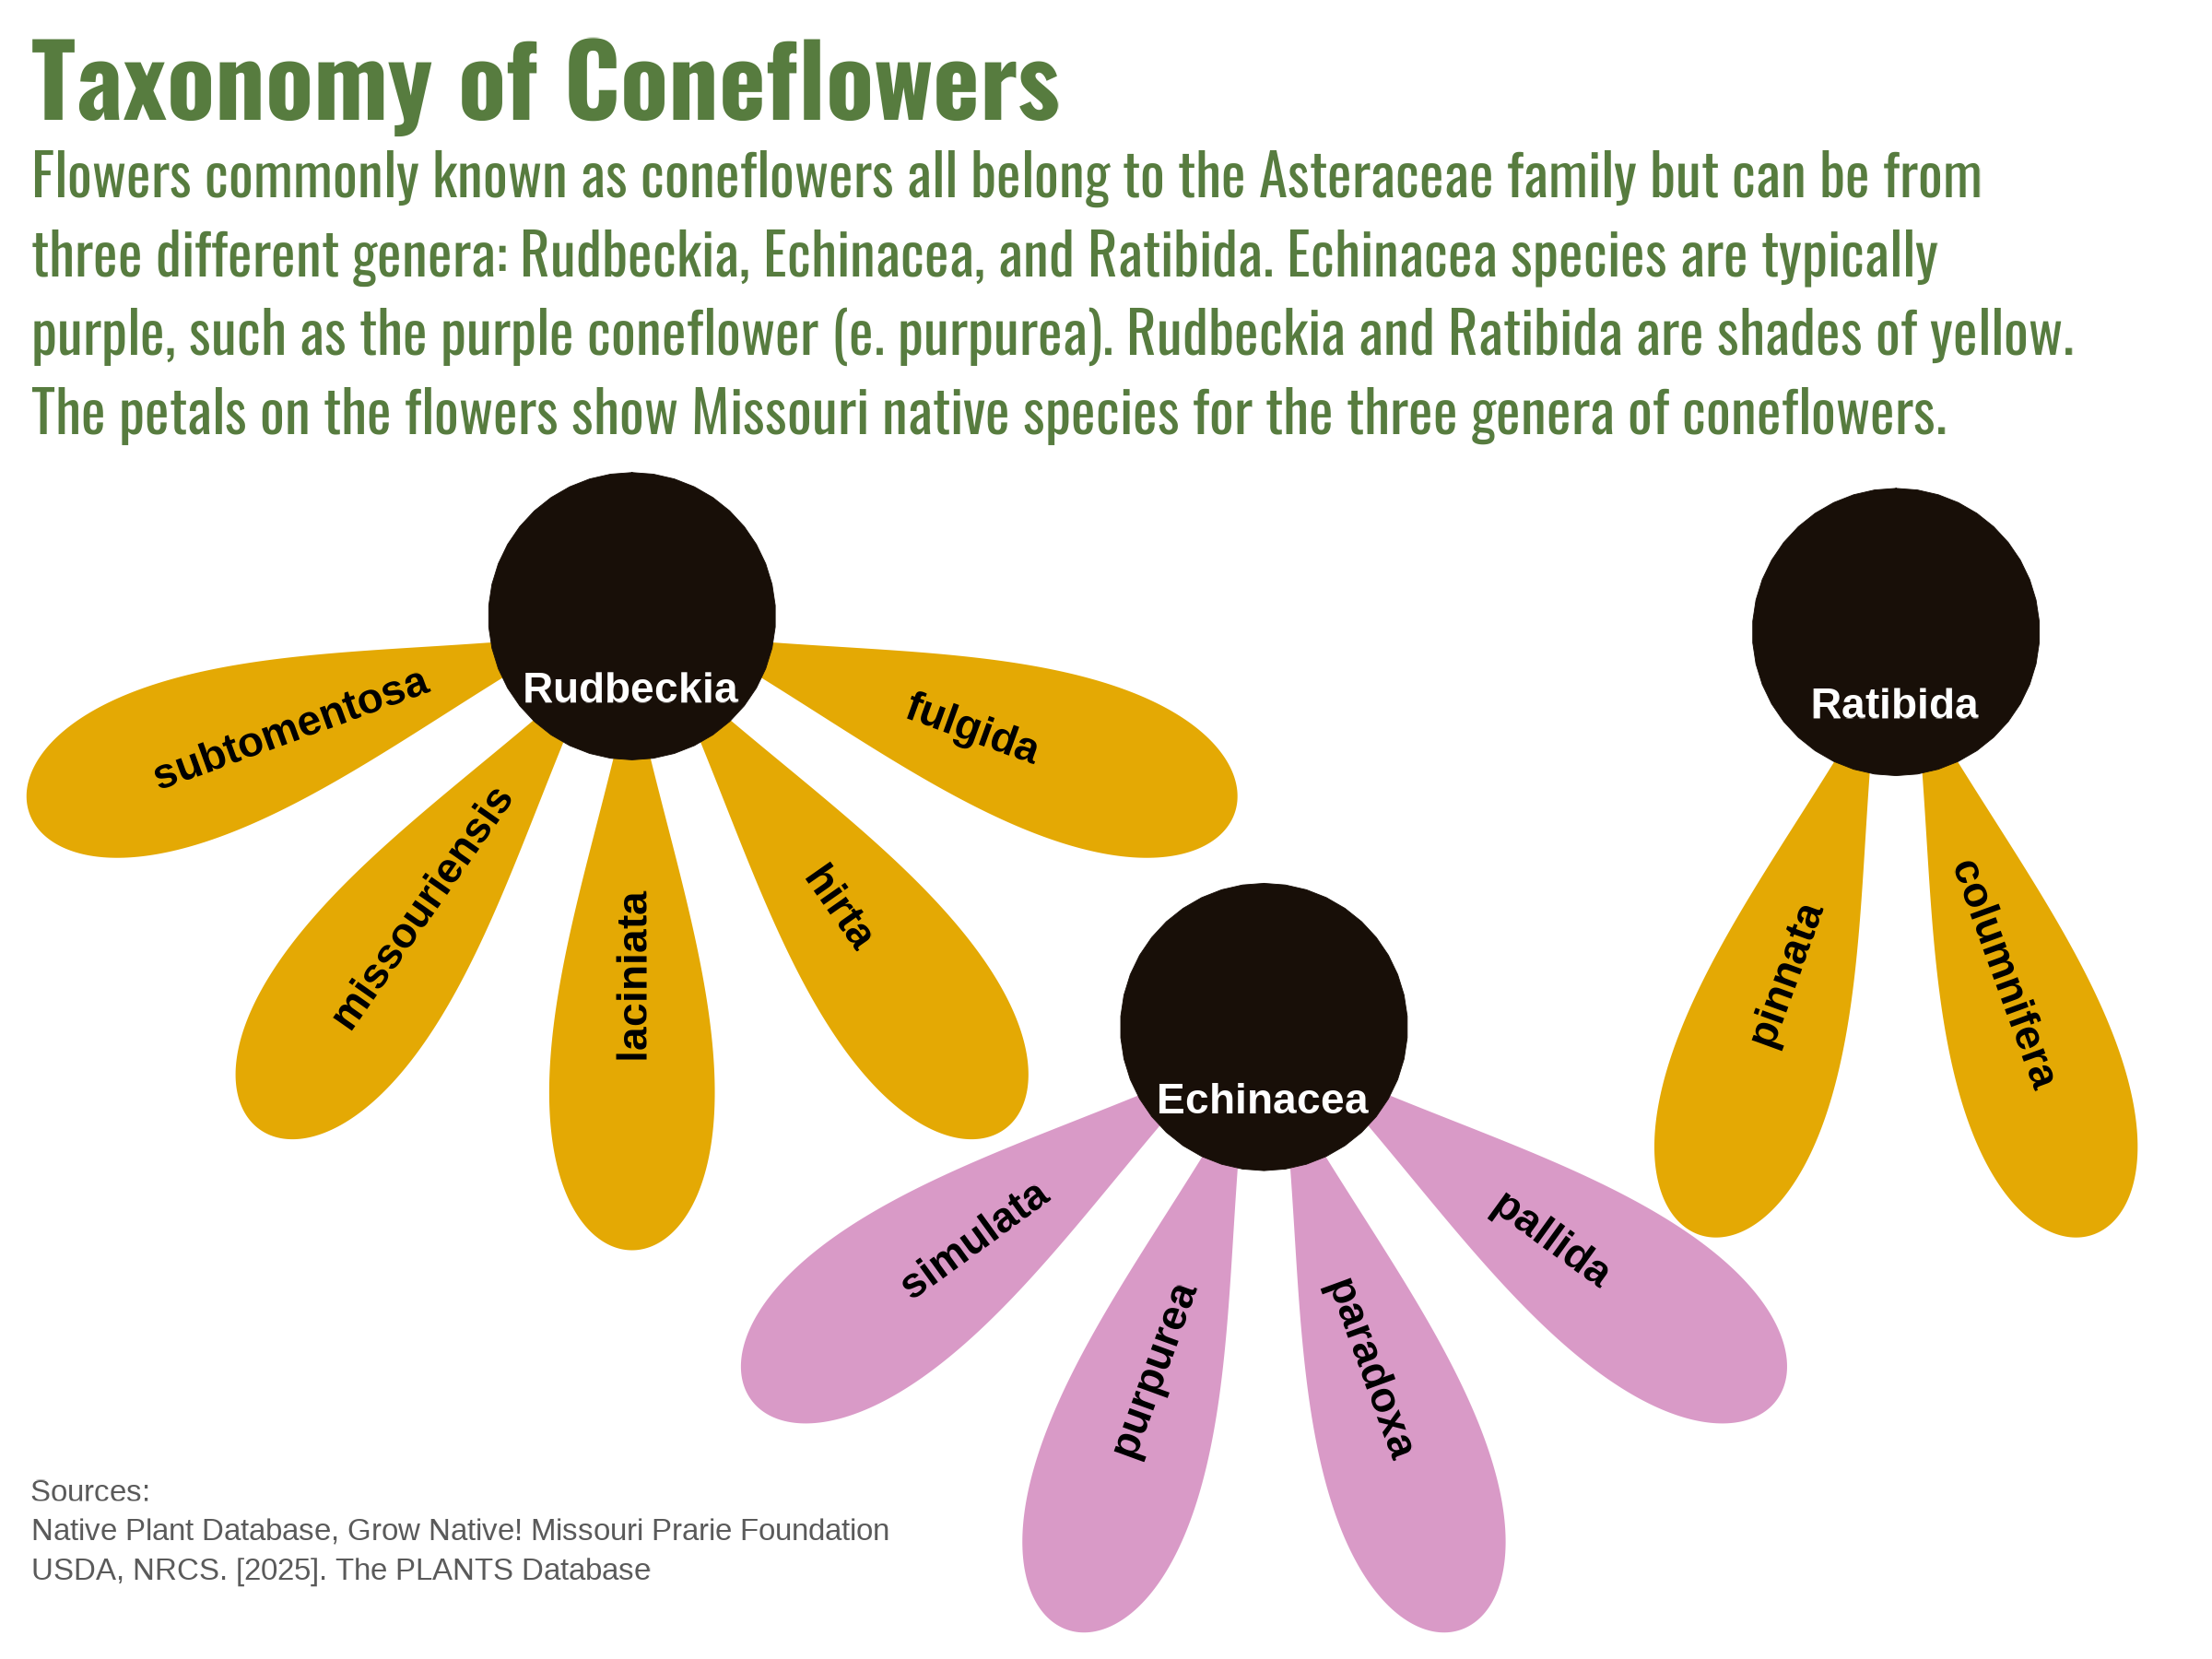 Taxonomy of Coneflowers
Flowers commonly known as coneflowers all belong to the Asteraceae family but can be from
three different genera: Rudbeckia, Echinacea, and Ratibida. Echinacea species are typically
purple, such as the purple coneflower (e. purpurea). Rudbeckia and Ratibida are shades of yellow.
The petals on the flowers show Missouri native species for the three genera of coneflowers.
Rudbeckia
subtomentosa
missouriensis
laciniata
hirta
fulgida
Echinacea
simulata
purpurea
paradoxa
pallida
Ratibida
pinnata
columnifera
Sources:
Native Plant Database, Grow Native! Missouri Prarie Foundation
USDA, NRCS. [2025]. The PLANTS Database